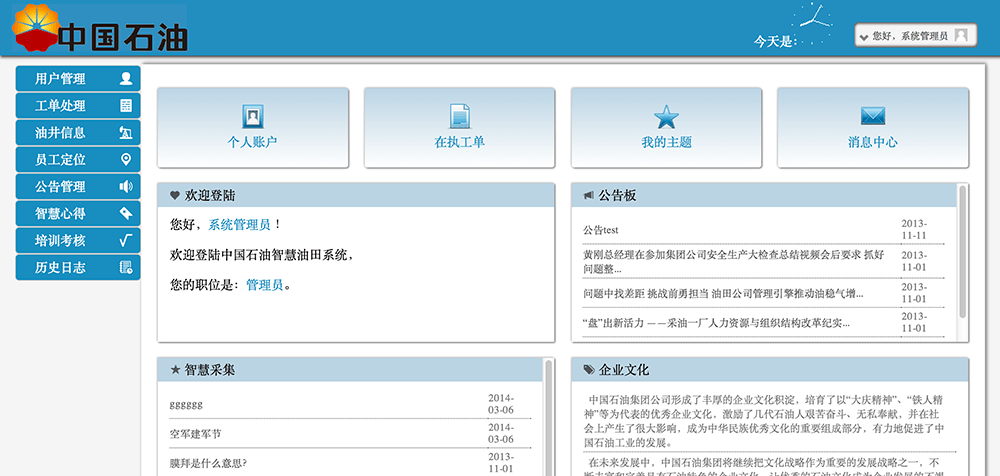 中国石油
今天是：
您好，系统管理员
用户管理
工单处理
油井信息
员工定位
公告管理
智慧心得
培训考核
历史日志
个人账户
在执工单
我的主题
消息中心
欢迎登陆
您好，系统管理员！
欢迎登陆中国石油智慧油田系统，
您的职位是：管理员。
公告板
公告test
2013-
11-11
黄刚总经理在参加集团公司安全生产大检查总结视频会后要求 抓好
问题整...
2013-
11-01
问题中找差距 挑战前勇担当 油田公司管理引擎推动油稳气增...
2013-
11-01
“盘”出新活力 ——采油一厂人力资源与组织结构改革纪实...
2013-
11-01
智慧采集
gggggg
2014-
03-06
空军建军节
2014-
03-06
膜拜是什么意思?
2013-
11-01
企业文化
中国石油集团公司形成了丰厚的企业文化积淀，培育了以“大庆精神”、“铁人精
神”等为代表的优秀企业文化，激励了几代石油人艰苦奋斗、无私奉献，并在社
会上产生了很大影响，成为中华民族优秀文化的重要组成部分，有力地促进了中
国石油工业的发展。
在未来发展中，中国石油集团将继续把文化战略作为重要的发展战略之一，不